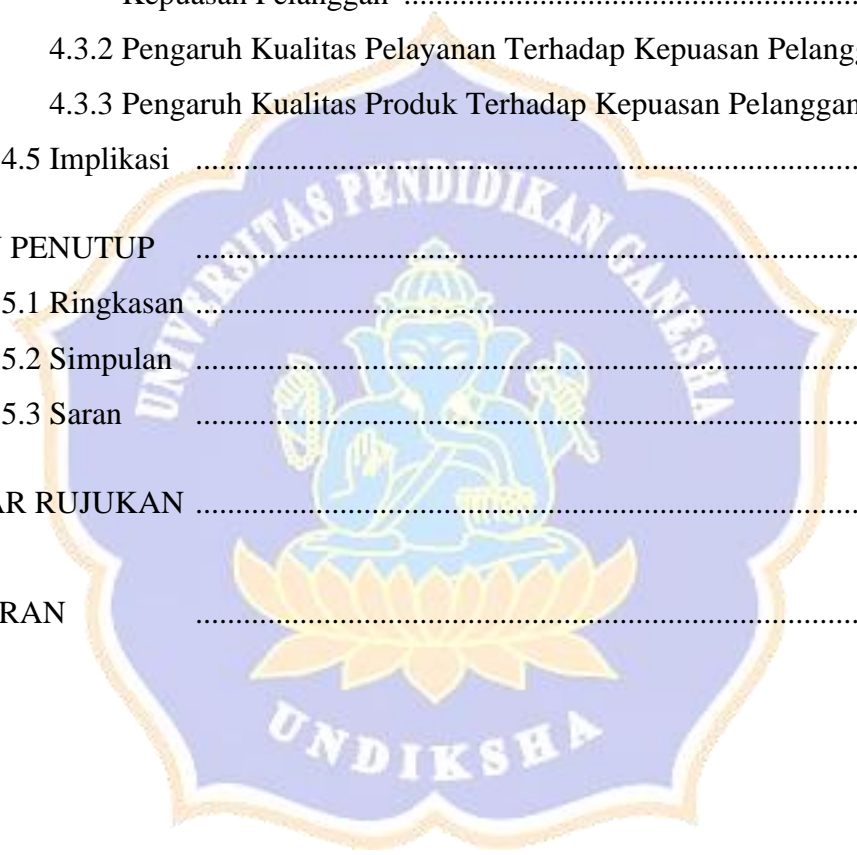 Kepuasan Pelanggan ........................................................
4.3.2 Pengaruh Kualitas Pelayanan Terhadap Kepuasan Pelangg
4.3.3 Pengaruh Kualitas Produk Terhadap Kepuasan Pelanggan
4.5 Implikasi ....................................................................................
PENUTUP ....................................................................................
5.1 Ringkasan ....................................................................................
5.2 Simpulan ....................................................................................
5.3 Saran ....................................................................................
AR RUJUKAN ....................................................................................
RAN ....................................................................................
UNIVERSITAS PENDIDIKAN GANESHA
UNDIKSHA